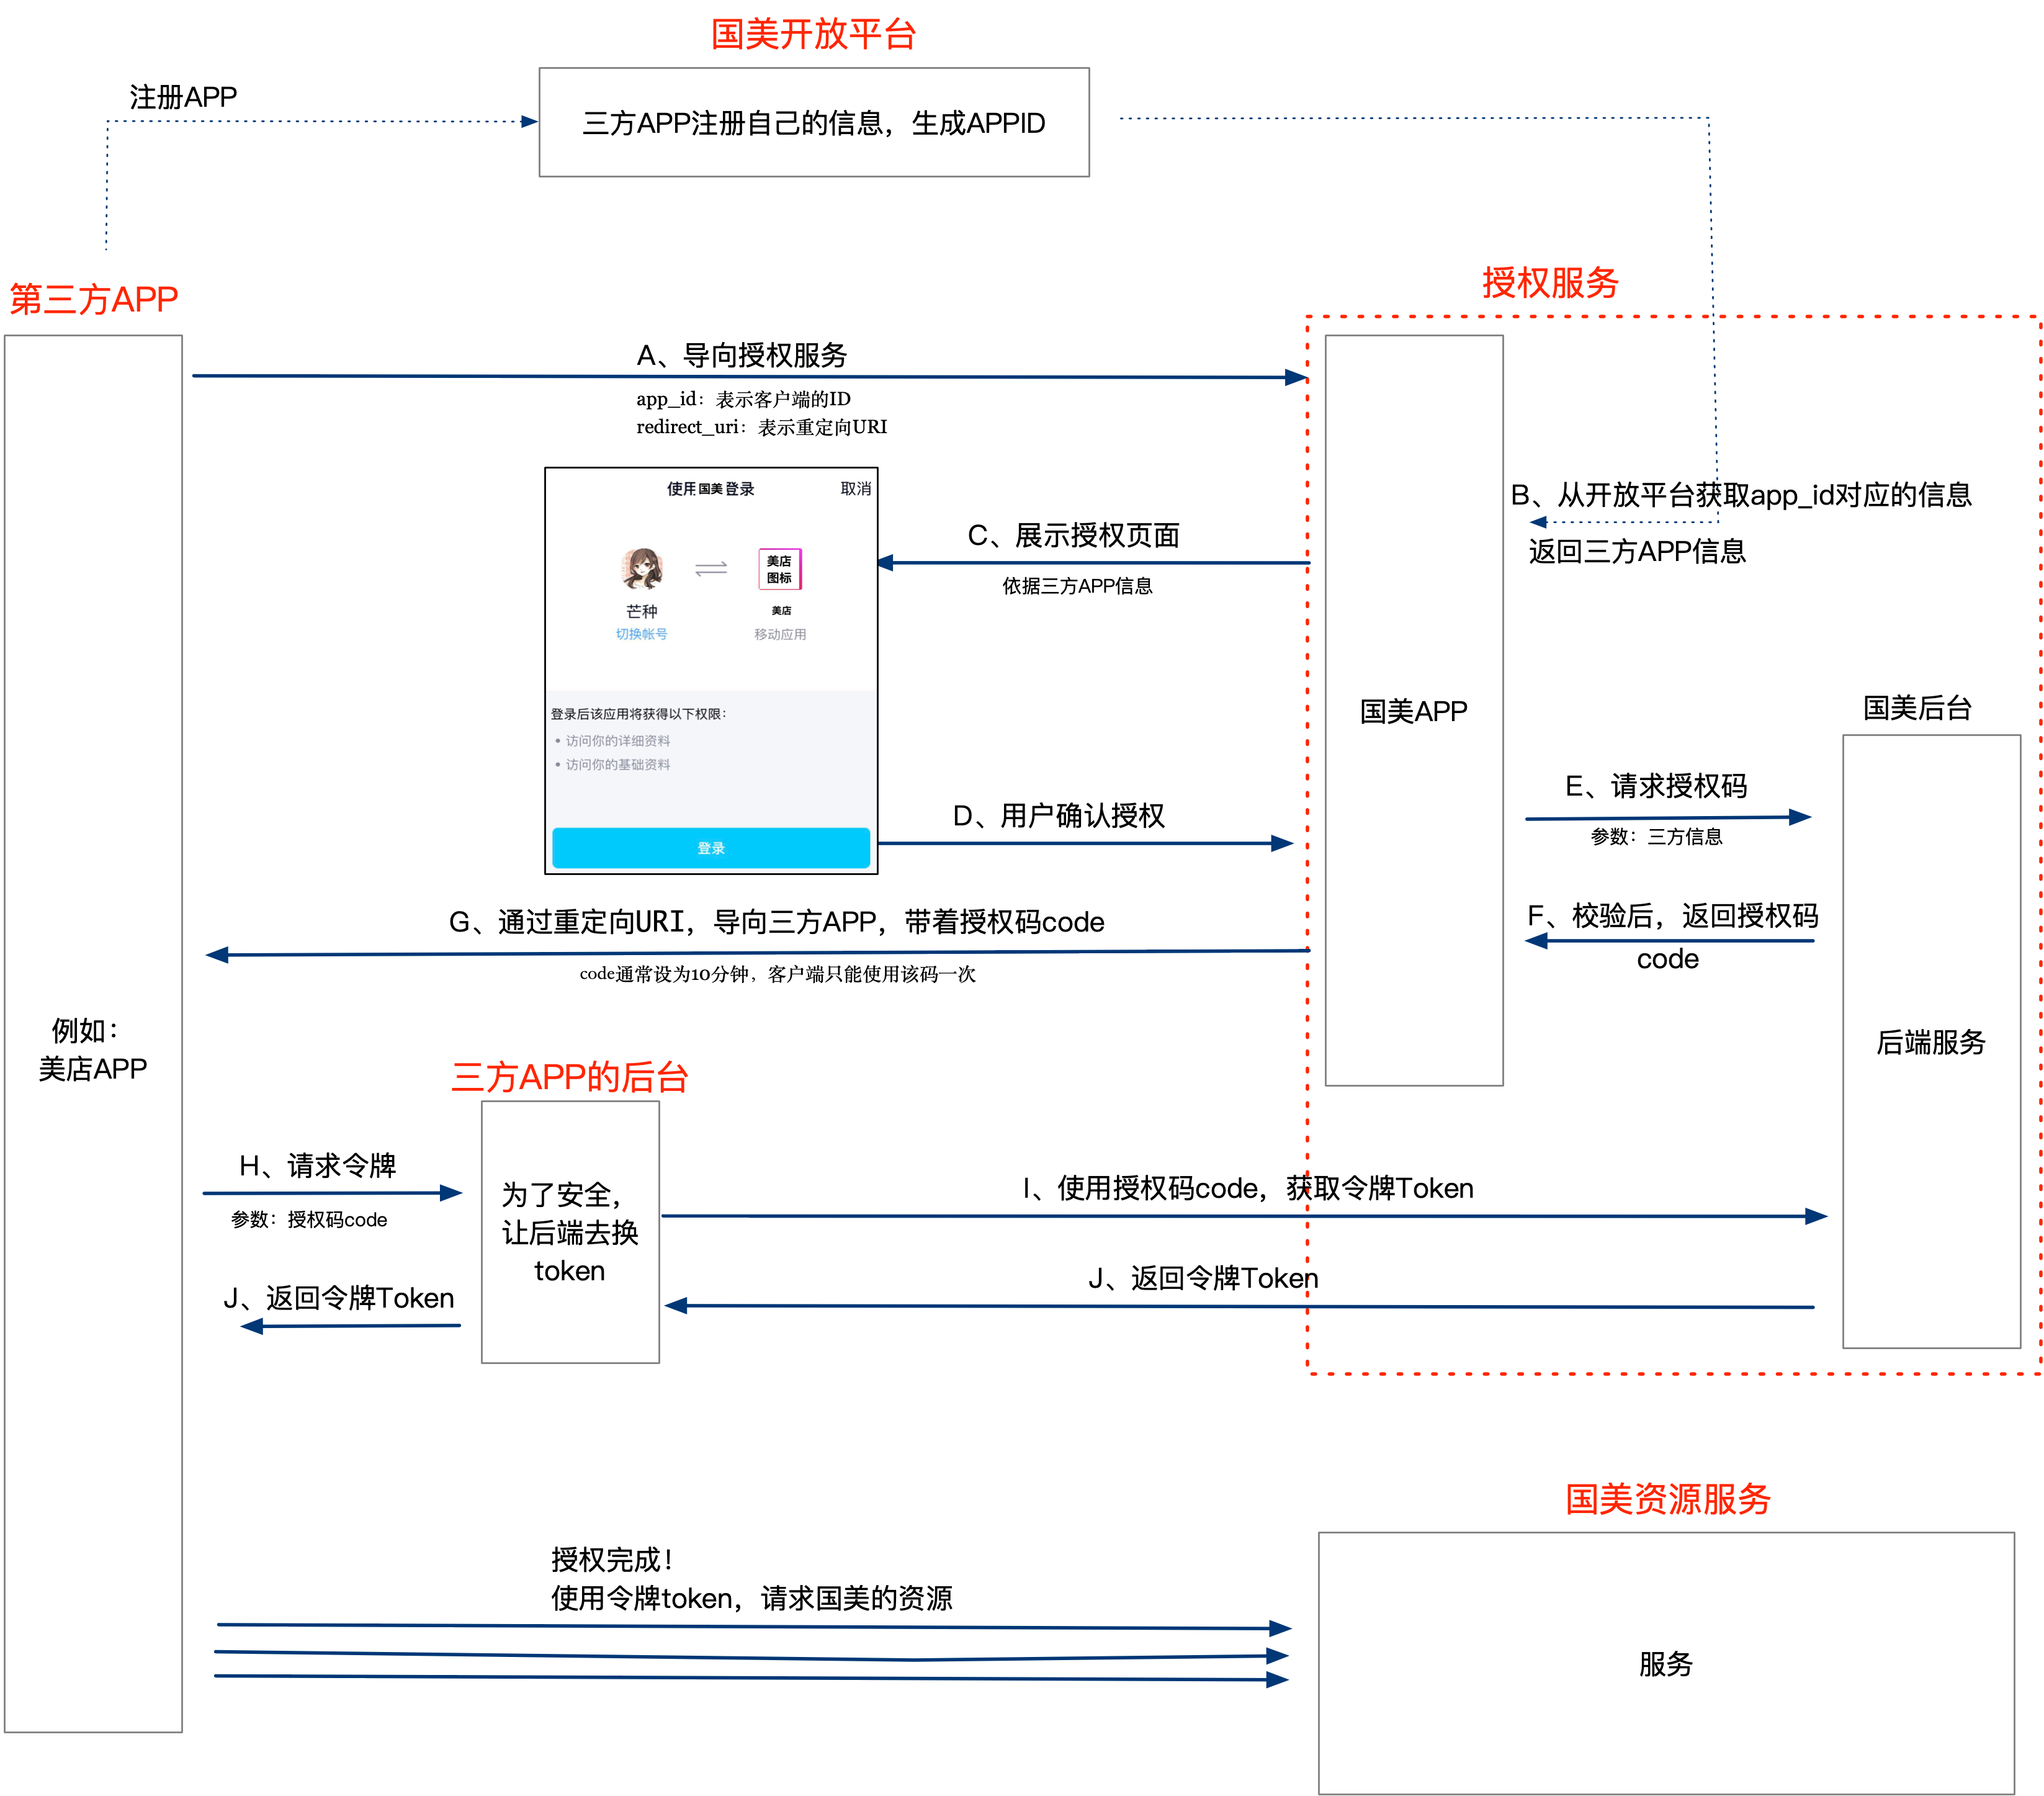 国美开放平台
注册APP
三方APP注册自己的信息，生成APPID
第三方APP
授权服务
A、导向授权服务
app_id：表示客户端的ID
redirect_uri：表示重定向URI
使用国美登录
取消
B、从开放平台获取app_id对应的信息
返回三方APP信息
C、展示授权页面
依据三方APP信息
美店
图标
芒种
美店
切换帐号
移动应用
国美APP
国美后台
登录后该应用将获得以下权限：
• 访问你的详细资料
• 访问你的基础资料
E、请求授权码
参数：三方信息
D、用户确认授权
登录
G、通过重定向URI，导向三方APP，带着授权码code
code通常设为10分钟，客户端只能使用该码一次
F、校验后，返回授权码
code
例如：
美店APP
后端服务
三方APP的后台
H、请求令牌
参数：授权码code
为了安全，
让后端去换
token
I、使用授权码code，获取令牌Token
J、返回令牌Token
J、返回令牌Token
国美资源服务
授权完成！
使用令牌token，请求国美的资源
服务